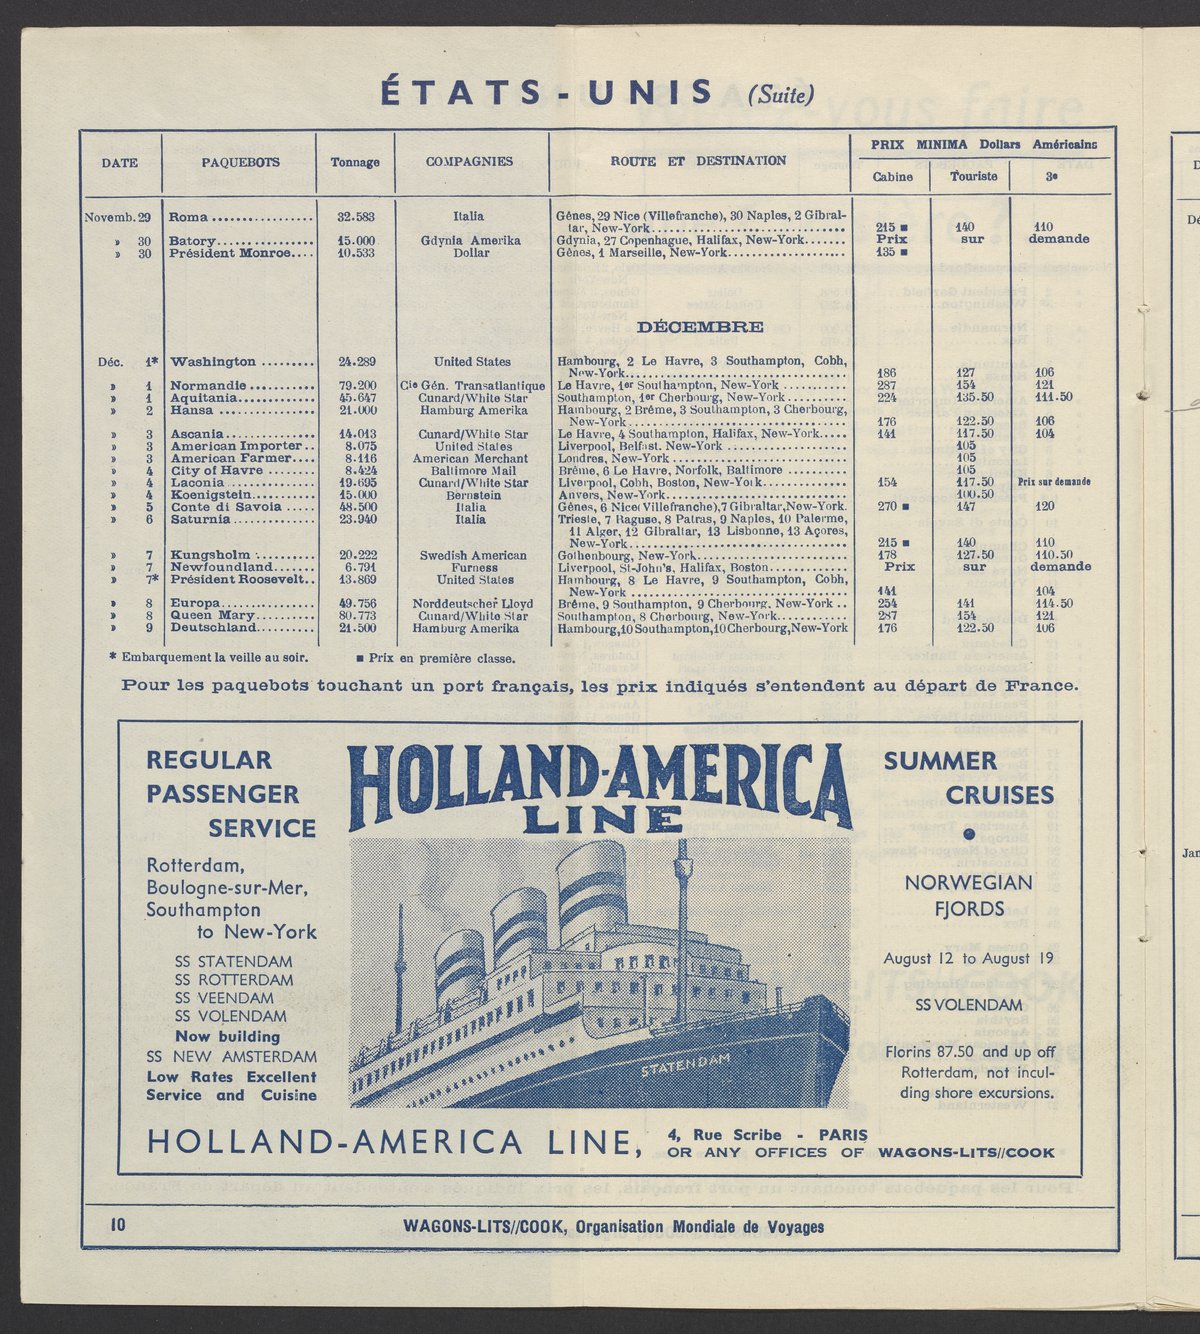 ÉTATS-UNIS (Suite)
DATE PAQUEBOTS Tonnage COMPAGNIES ROUTE ET DESTINATION PRIX MINIMA Dollars Américains
Cabine Touriste 3e
Novemb. 29 Roma ................ 32.583 Italia Gênes, 29 Nice (Villefranche), 30 Naples, 2 Gibral-
tar, New-York................................ 215 ■ 140 110
» 30 Batory................ 15.000 Gdynia Amerika Gdynia, 27 Copenhague, Halifax, New-York....... Prix sur demande
» 30 Président Monroe.... 10.533 Dollar Gênes, 1 Marseille, New-York................... 135 ■
DÉCEMBRE
Déc. 1* Washington ......... 24.289 United States Hambourg, 2 Le Havre, 3 Southampton, Cobh,
New-York..................................... 186 127 106
» 1 Normandie........... 79.200 Cie Gén. Transatlantique Le Havre, 1er Southampton, New-York ........... 287 154 121
» 1 Aquitania............. 45.647 Cunard/White Star Southampton, 1er Cherbourg, New-York .......... 224 135.50 111.50
» 2 Hansa ................ 21.000 Hamburg Amerika Hambourg, 2 Brême, 3 Southampton, 3 Cherbourg,
New-York..................................... 176 122.50 106
» 3 Ascania............... 14.013 Cunard/White Star Le Havre, 4 Southampton, Halifax, New-York..... 141 117.50 104
» 3 American Importer.. 8.075 United States Liverpool, Belfast. New-York .................... 105
» 3 American Farmer.... 8.116 American Merchant Londres, New-York ............................. 105
» 4 City of Havre ........ 8.424 Baltimore Mail Brême, 6 Le Havre, Norfolk, Baltimore .......... 105
» 4 Laconia............... 19.695 Cunard/White Star Liverpool, Cobh, Boston, New-York.............. 154 117.50 Prix sur demande
» 4 Koenigstein........... 15.000 Bernstein Anvers, New-York.............................. 100.50
» 5 Conte di Savoia ..... 48.500 Italia Gênes, 6 Nice(Villefranche),7 Gibraltar,New-York. 270 ■ 147 120
» 6 Saturnia.............. 23.940 Italia Trieste, 7 Raguse, 8 Patras, 9 Naples, 10 Palerme,
11 Alger, 12 Gibraltar, 13 Lisbonne, 13 Açores,
New-York..................................... 215 ■ 140 110
» 7 Kungsholm .......... 20.222 Swedish American Gothenbourg, New-York......................... 178 127.50 110.50
» 7 Newfoundland....... 6.791 Furness Liverpool, St-John's, Halifax, Boston............. Prix sur demande
» 7* Président Roosevelt.. 13.869 United States Hambourg, 8 Le Havre, 9 Southampton, Cobh,
New-York .................................... 141 104
» 8 Europa................ 49.756 Norddeutscher Lloyd Brême, 9 Southampton, 9 Cherbourg, New-York .. 254 141 114.50
» 8 Queen Mary.......... 80.773 Cunard/White Star Southampton, 8 Cherbourg, New-York............ 287 154 121
» 9 Deutschland.......... 21.500 Hamburg Amerika Hambourg,10 Southampton,10 Cherbourg,New-York 176 122.50 106
* Embarquement la veille au soir. ■ Prix en première classe.
Pour les paquebots touchant un port français, les prix indiqués s'entendent au départ de France.
REGULAR
PASSENGER
SERVICE
Rotterdam,
Boulogne-sur-Mer,
Southampton
to New-York
SS STATENDAM
SS ROTTERDAM
SS VEENDAM
SS VOLENDAM
Now building
SS NEW AMSTERDAM
Low Rates Excellent
Service and Cuisine
HOLLAND-AMERICA
LINE
STATENDAM
SUMMER
CRUISES
•
NORWEGIAN
FJORDS
August 12 to August 19
SS VOLENDAM
Florins 87.50 and up off
Rotterdam, not incul-
ding shore excursions.
HOLLAND-AMERICA LINE, 4, Rue Scribe - PARIS
OR ANY OFFICES OF WAGONS-LITS//COOK
10 WAGONS-LITS//COOK, Organisation Mondiale de Voyages